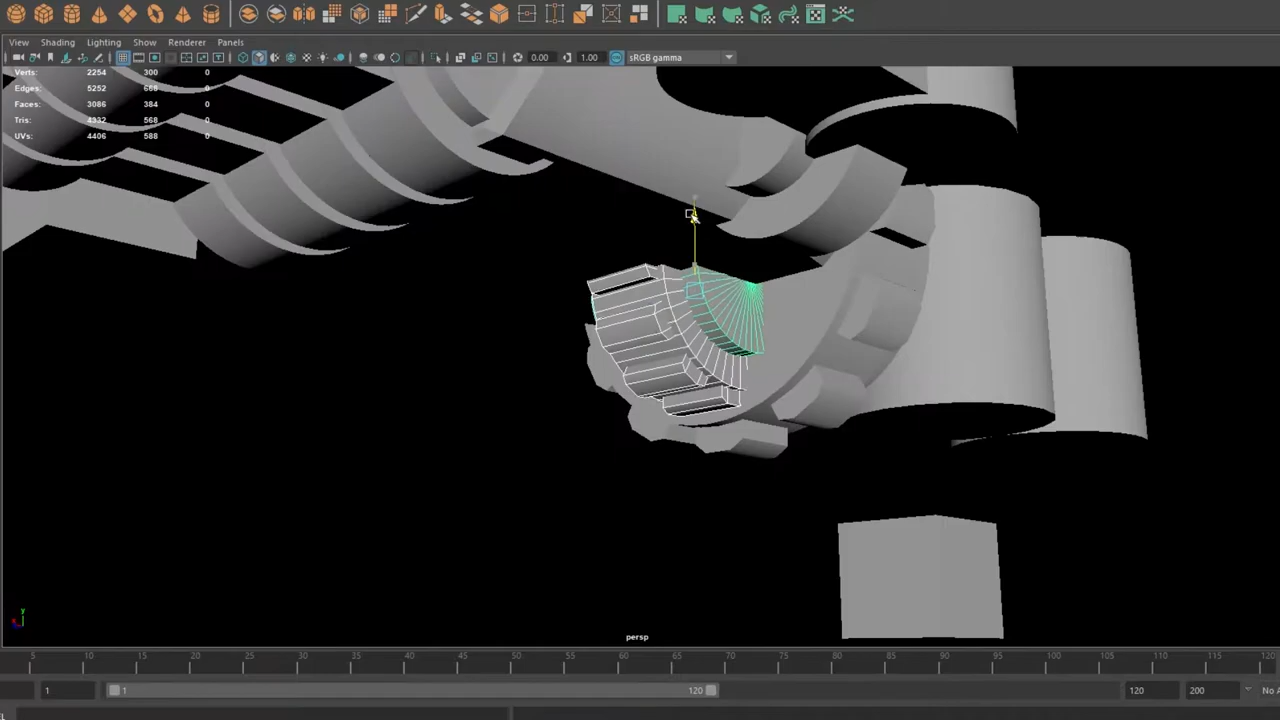 View Shading Lighting Show Renderer Panels
0.00 1.00 sRGB gamma
Verts: 2254 300 0
Edges: 5252 666 0
Faces: 3086 384 0
Tris: 4332 568 0
UVs: 4406 588 0
y
persp
5 10 15 20 25 30 35 40 45 50 55 60 65 70 75 80 85 90 95 100 105 110 115 120
1 1 120 120 200 No